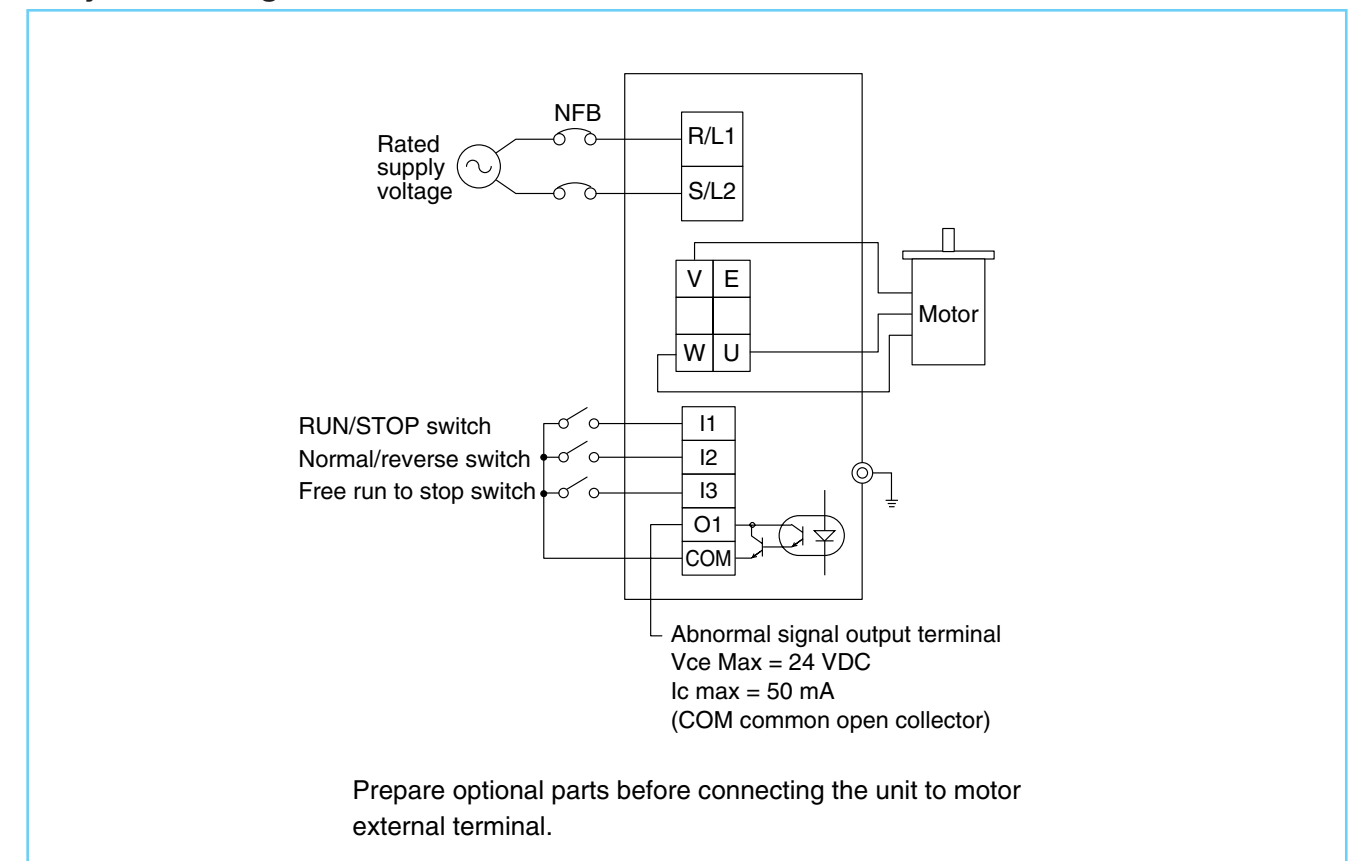 NFB
Rated
supply
voltage
R/L1
S/L2
V E
W U
Motor
RUN/STOP switch
Normal/reverse switch
Free run to stop switch
I1
I2
I3
O1
COM
Abnormal signal output terminal
Vce Max = 24 VDC
Ic max = 50 mA
(COM common open collector)
Prepare optional parts before connecting the unit to motor
external terminal.